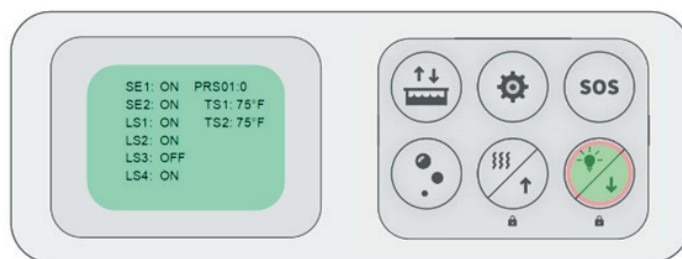 SE1: ON PRS01:0
SE2: ON TS1: 75°F
LS1: ON TS2: 75°F
LS2: ON
LS3: OFF
LS4: ON
SOS